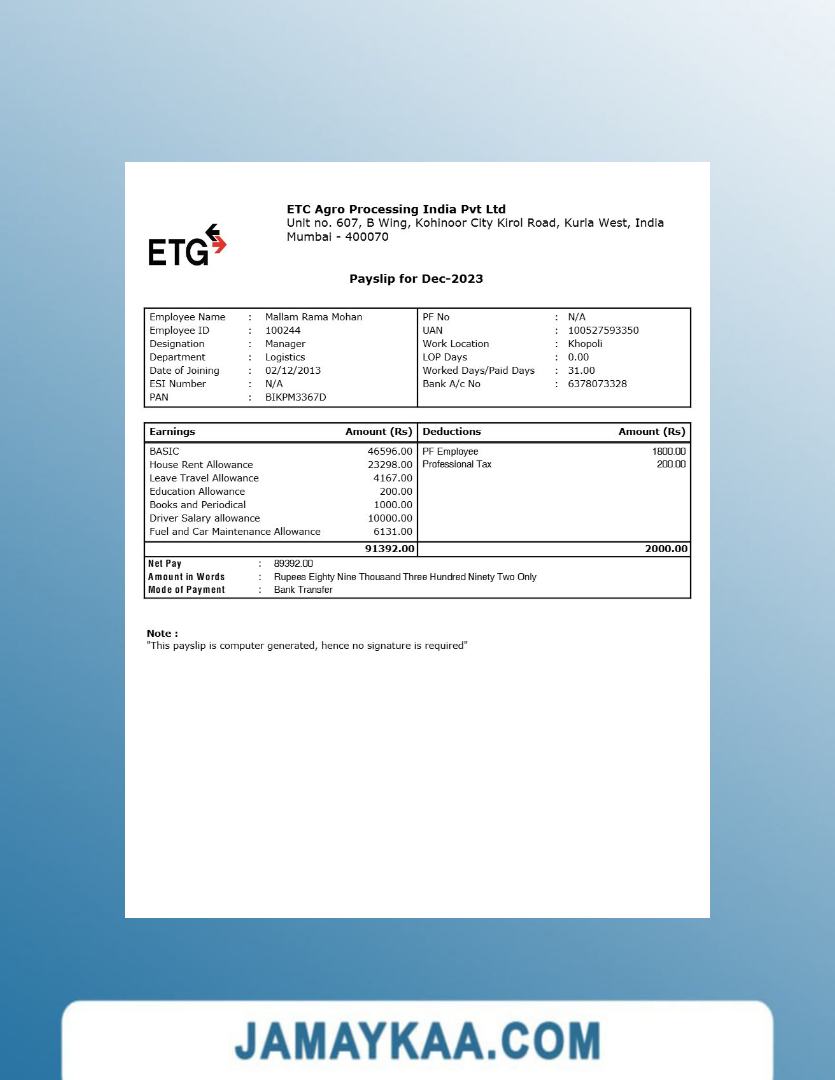 ETG
ETC Agro Processing India Pvt Ltd
Unit no. 607, B Wing, Kohinoor City Kirol Road, Kurla West, India
Mumbai - 400070
Payslip for Dec-2023
Employee Name : Mallam Rama Mohan PF No : N/A
Employee ID : 100244 UAN : 100527593350
Designation : Manager Work Location : Khopoli
Department : Logistics LOP Days : 0.00
Date of Joining : 02/12/2013 Worked Days/Paid Days : 31.00
ESI Number : N/A Bank A/c No : 6378073328
PAN : BIKPM3367D
Earnings Amount (Rs) Deductions Amount (Rs)
BASIC 46596.00 PF Employee 1800.00
House Rent Allowance 23298.00 Professional Tax 200.00
Leave Travel Allowance 4167.00
Education Allowance 200.00
Books and Periodical 1000.00
Driver Salary allowance 10000.00
Fuel and Car Maintenance Allowance 6131.00
91392.00 2000.00
Net Pay : 89392.00
Amount in Words : Rupees Eighty Nine Thousand Three Hundred Ninety Two Only
Mode of Payment : Bank Transfer
Note :
"This payslip is computer generated, hence no signature is required"
JAMAYKAA.COM